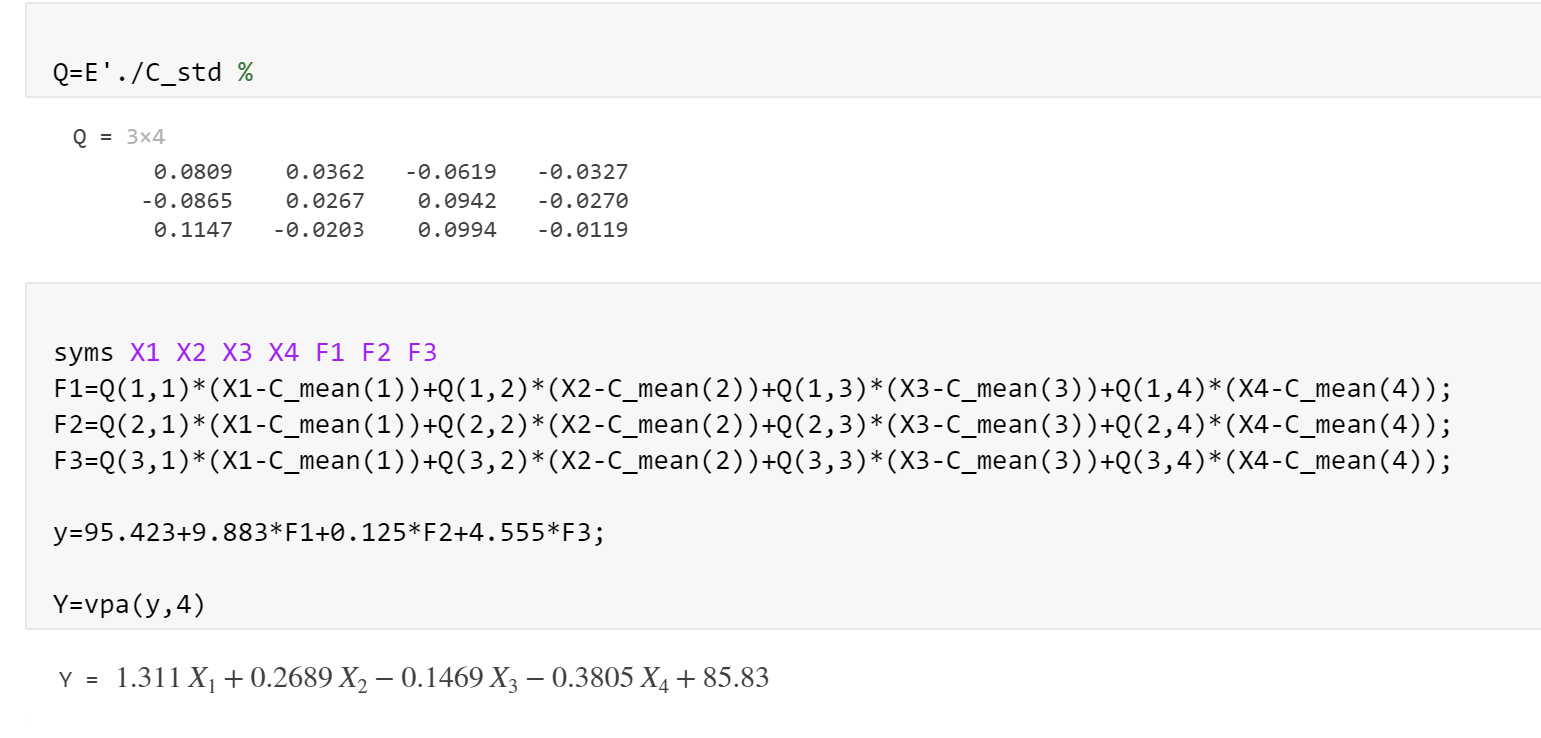 Q=E'./C_std %
Q = 3×4
0.0809 0.0362 -0.0619 -0.0327
-0.0865 0.0267 0.0942 -0.0270
0.1147 -0.0203 0.0994 -0.0119
syms X1 X2 X3 X4 F1 F2 F3
F1=Q(1,1)*(X1-C_mean(1))+Q(1,2)*(X2-C_mean(2))+Q(1,3)*(X3-C_mean(3))+Q(1,4)*(X4-C_mean(4));
F2=Q(2,1)*(X1-C_mean(1))+Q(2,2)*(X2-C_mean(2))+Q(2,3)*(X3-C_mean(3))+Q(2,4)*(X4-C_mean(4));
F3=Q(3,1)*(X1-C_mean(1))+Q(3,2)*(X2-C_mean(2))+Q(3,3)*(X3-C_mean(3))+Q(3,4)*(X4-C_mean(4));
y=95.423+9.883*F1+0.125*F2+4.555*F3;
Y=vpa(y,4)
Y = 1.311 X₁ + 0.2689 X₂ − 0.1469 X₃ − 0.3805 X₄ + 85.83